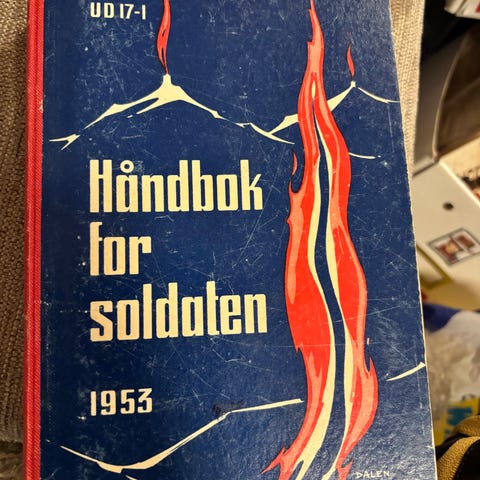 UD 17-1
Håndbok
for
soldaten
1953
DALEN